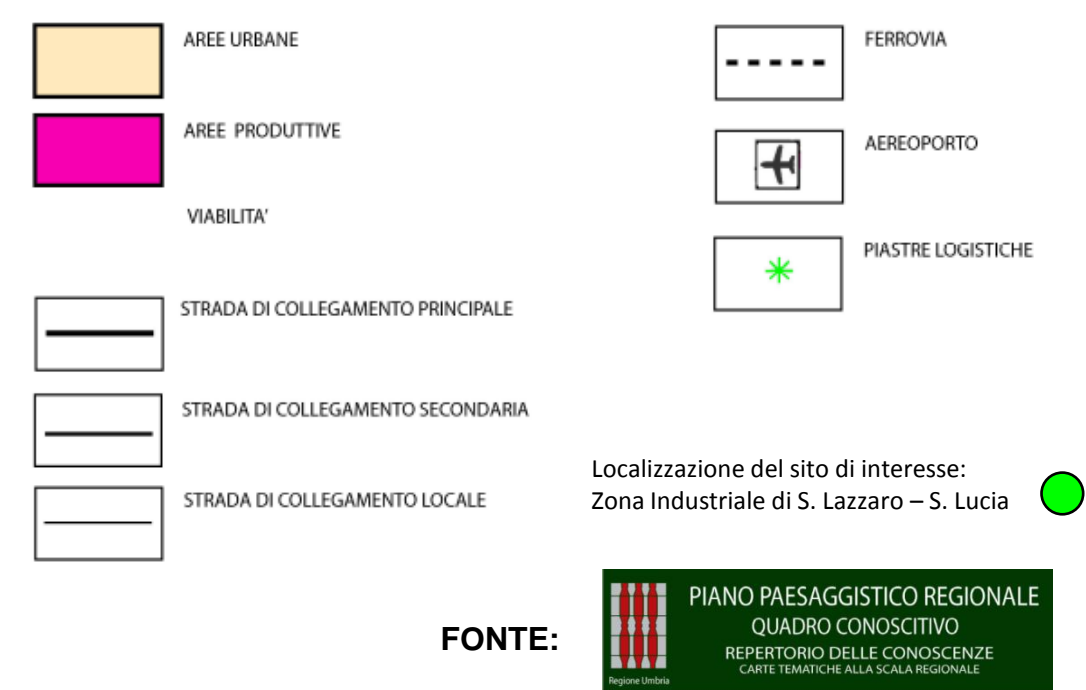 AREE URBANE
AREE PRODUTTIVE
VIABILITA'
STRADA DI COLLEGAMENTO PRINCIPALE
STRADA DI COLLEGAMENTO SECONDARIA
STRADA DI COLLEGAMENTO LOCALE
FERROVIA
AEREOPORTO
PIASTRE LOGISTICHE
Localizzazione del sito di interesse:
Zona Industriale di S. Lazzaro – S. Lucia
FONTE:
Regione Umbria
PIANO PAESAGGISTICO REGIONALE
QUADRO CONOSCITIVO
REPERTORIO DELLE CONOSCENZE
CARTE TEMATICHE ALLA SCALA REGIONALE